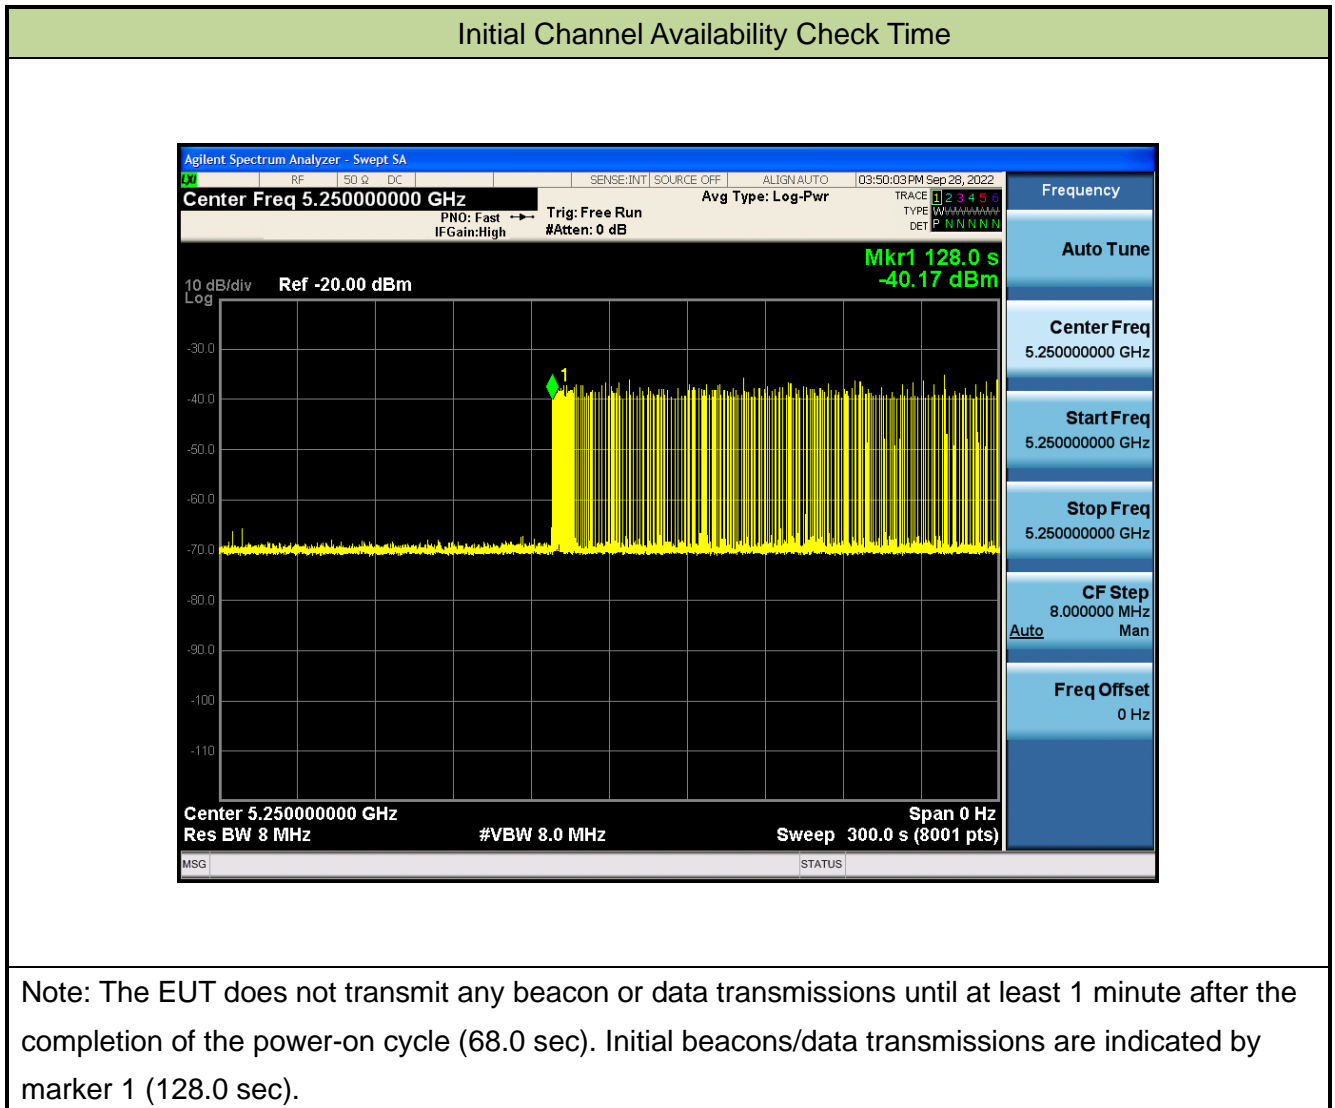 Initial Channel Availability Check Time
Agilent Spectrum Analyzer - Swept SA
LXI RF 50 Ω DC SENSE:INT SOURCE OFF ALIGN AUTO 03:50:03 PM Sep 28, 2022
Center Freq 5.250000000 GHz
PNO: Fast
IFGain:High
Trig: Free Run
#Atten: 0 dB
Avg Type: Log-Pwr
TRACE 1 2 3 4 5 6
TYPE WWWWWW
DET P N N N N N
Mkr1 128.0 s
-40.17 dBm
10 dB/div Ref -20.00 dBm
Log
1
-30.0
-40.0
-50.0
-60.0
-70.0
-80.0
-90.0
-100
-110
Center 5.250000000 GHz Span 0 Hz
Res BW 8 MHz #VBW 8.0 MHz Sweep 300.0 s (8001 pts)
MSG STATUS
Frequency
Auto Tune
Center Freq
5.250000000 GHz
Start Freq
5.250000000 GHz
Stop Freq
5.250000000 GHz
CF Step
8.000000 MHz
Auto Man
Freq Offset
0 Hz
Note: The EUT does not transmit any beacon or data transmissions until at least 1 minute after the
completion of the power-on cycle (68.0 sec). Initial beacons/data transmissions are indicated by
marker 1 (128.0 sec).